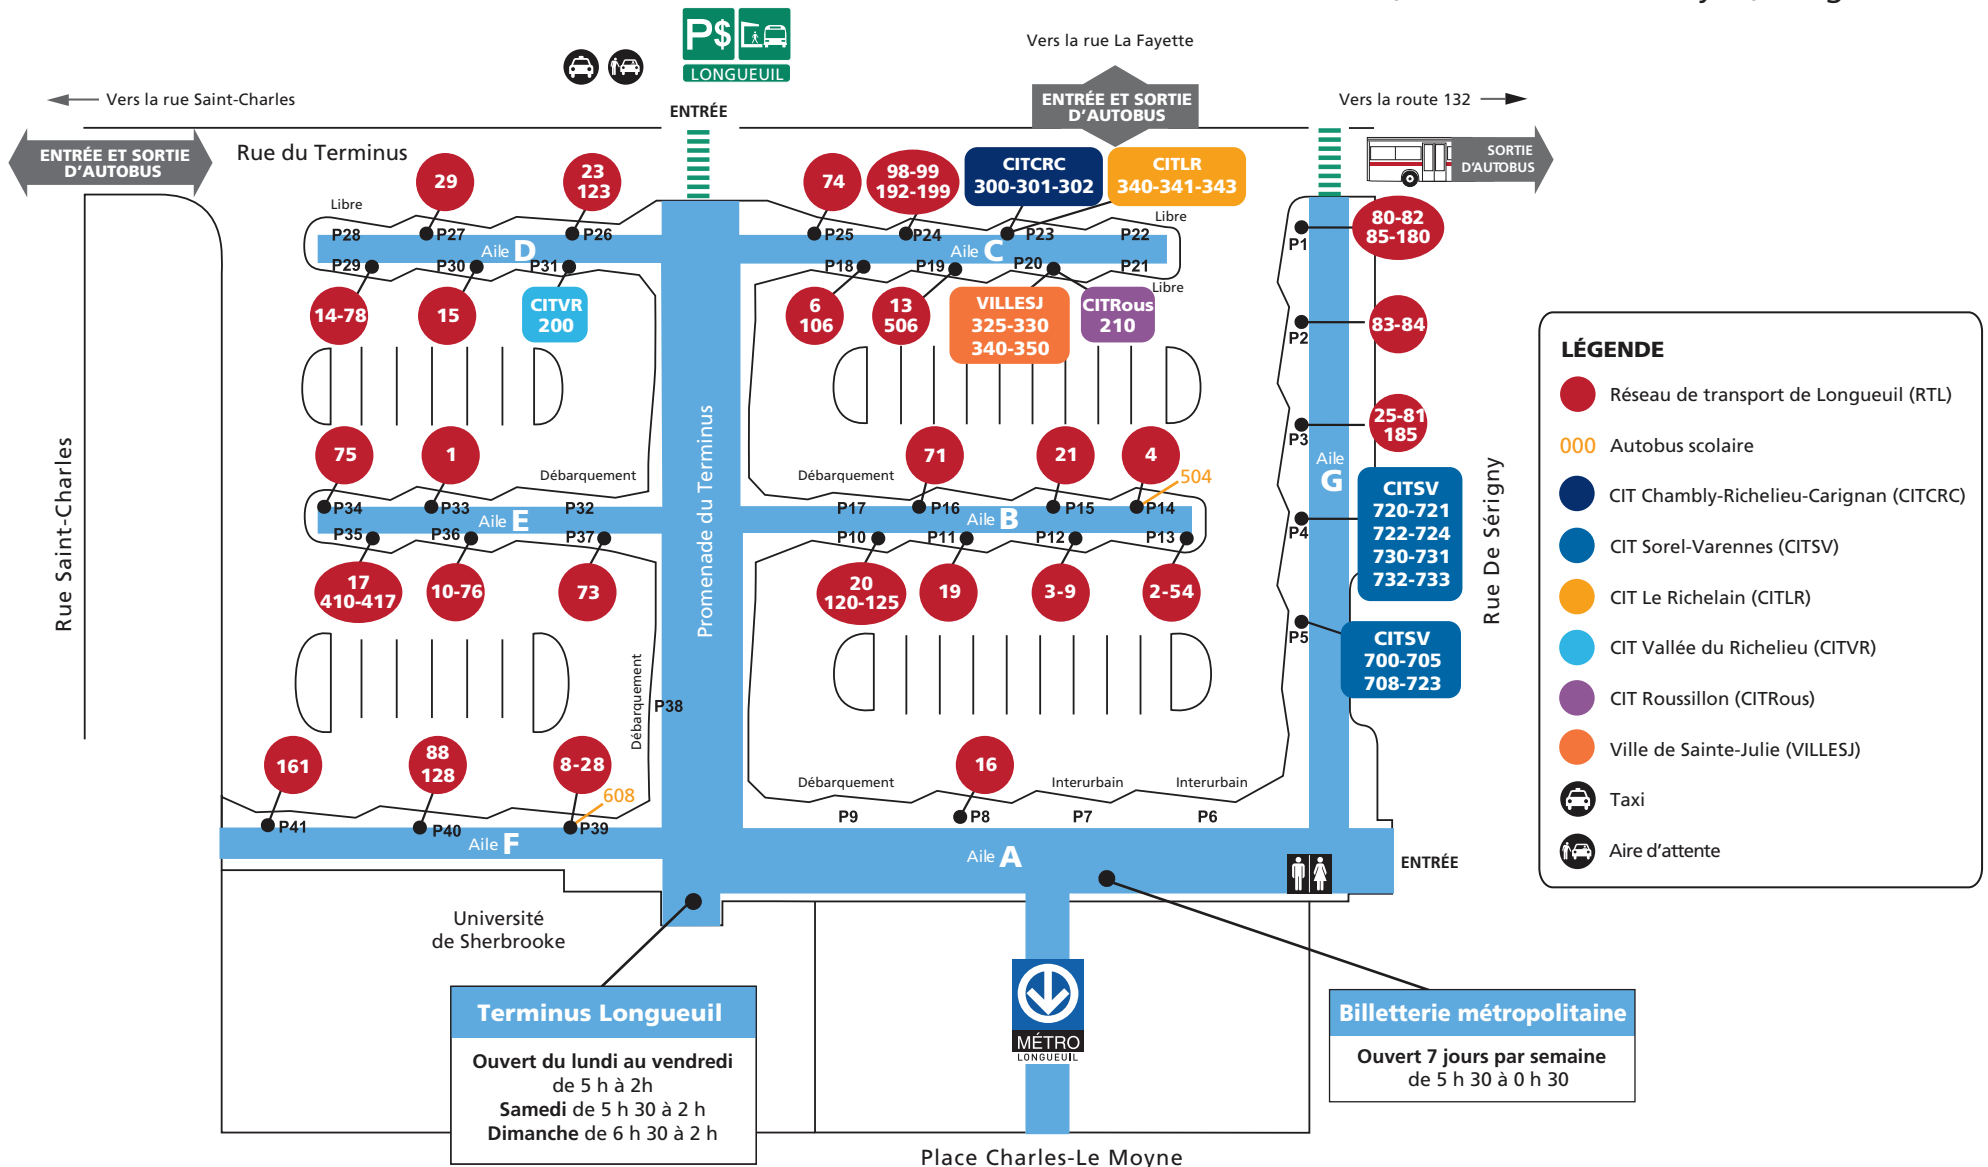 P$
LONGUEUIL
Vers la rue La Fayette
Vers la rue Saint-Charles
ENTRÉE
ENTRÉE ET SORTIE
D'AUTOBUS
Vers la route 132
ENTRÉE ET SORTIE
D'AUTOBUS
Rue du Terminus
SORTIE
D'AUTOBUS
29
23
123
74
98-99
192-199
CITCRC
300-301-302
CITLR
340-341-343
80-82
85-180
Libre
Libre
P28
P27
P26
P25
P24
P23
P22
P1
Aile D
Aile C
P29
P30
P31
P18
P19
P20
P21
Libre
14-78
15
CITVR
200
6
106
13
506
VILLESJ
325-330
340-350
CITRous
210
P2
83-84
LÉGENDE
Réseau de transport de Longueuil (RTL)
Autobus scolaire
000
CIT Chambly-Richelieu-Carignan (CITCRC)
CIT Sorel-Varennes (CITSV)
CIT Le Richelain (CITLR)
CIT Vallée du Richelieu (CITVR)
CIT Roussillon (CITRous)
Ville de Sainte-Julie (VILLESJ)
Taxi
Aire d'attente
Rue Saint-Charles
Promenade du Terminus
Rue De Sérigny
P3
25-81
185
Aile
G
75
1
Débarquement
Débarquement
71
21
4
504
P34
P33
P32
P17
P16
P15
P14
Aile E
Aile B
P35
P36
P37
P10
P11
P12
P13
P4
CITSV
720-721
722-724
730-731
732-733
17
410-417
10-76
73
20
120-125
19
3-9
2-54
P5
CITSV
700-705
708-723
Débarquement
P38
161
88
128
8-28
608
16
Débarquement
Interurbain
Interurbain
P41
P40
P39
P9
P8
P7
P6
Aile F
Aile A
ENTRÉE
Université
de Sherbrooke
Terminus Longueuil
Ouvert du lundi au vendredi
de 5 h à 2h
Samedi de 5 h 30 à 2 h
Dimanche de 6 h 30 à 2 h
MÉTRO
LONGUEUIL
Billetterie métropolitaine
Ouvert 7 jours par semaine
de 5 h 30 à 0 h 30
Place Charles-Le Moyne